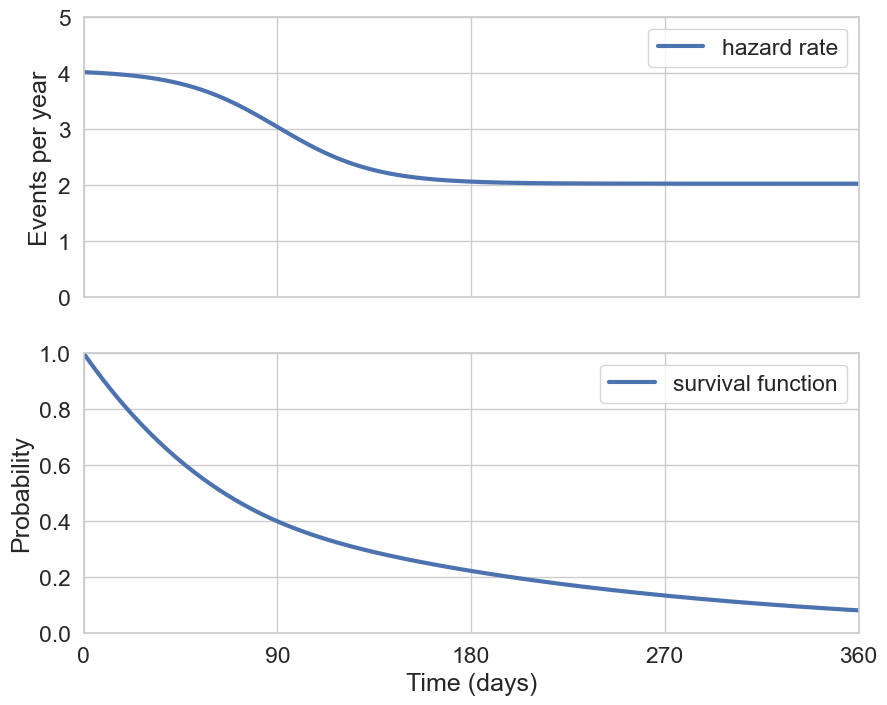 5
4
3
2
1
0
Events per year
hazard rate
1.0
0.8
0.6
0.4
0.2
0.0
Probability
survival function
0 90 180 270 360
Time (days)